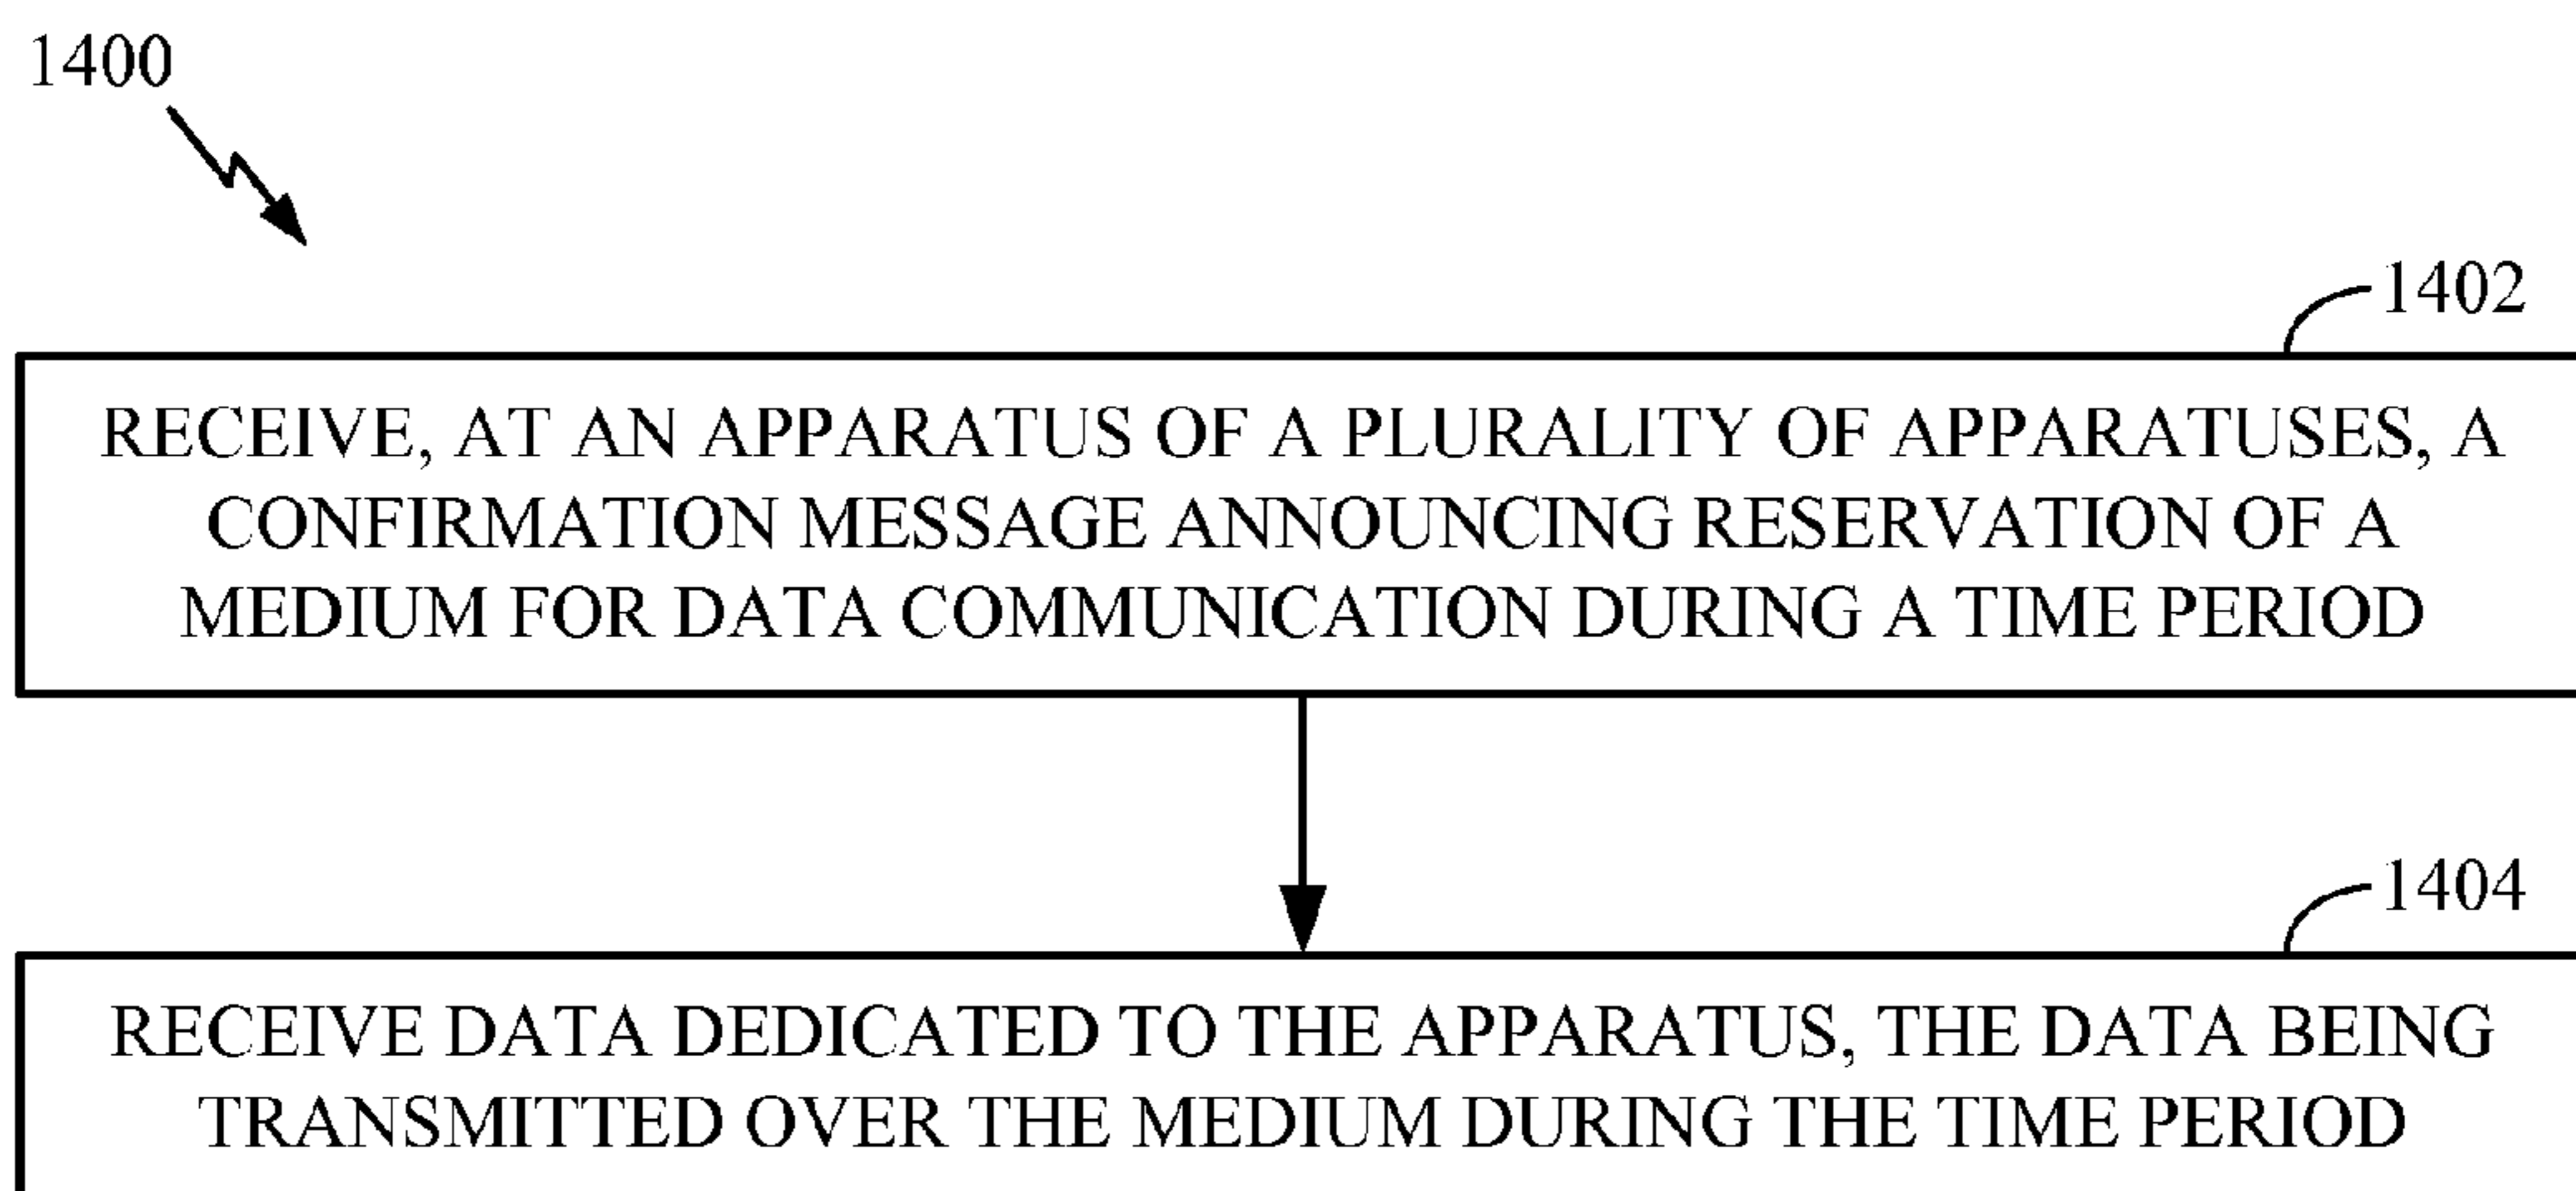 1400
1402
RECEIVE, AT AN APPARATUS OF A PLURALITY OF APPARATUSES, A
CONFIRMATION MESSAGE ANNOUNCING RESERVATION OF A
MEDIUM FOR DATA COMMUNICATION DURING A TIME PERIOD
1404
RECEIVE DATA DEDICATED TO THE APPARATUS, THE DATA BEING
TRANSMITTED OVER THE MEDIUM DURING THE TIME PERIOD